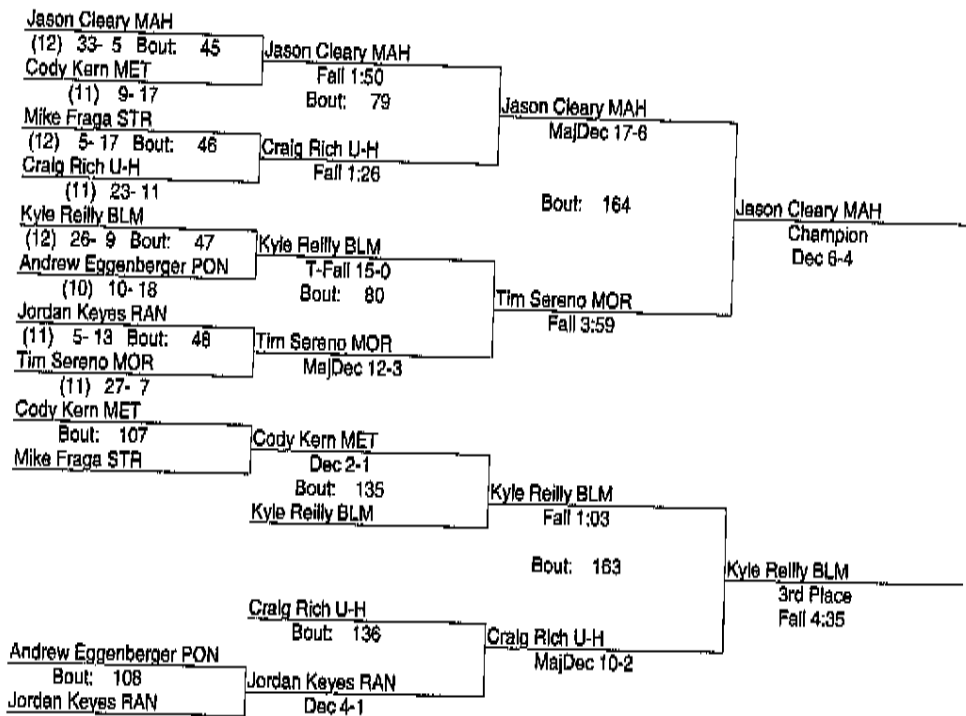 Jason Cleary MAH
(12) 33- 5 Bout: 45
Cody Kern MET
(11) 9- 17
Mike Fraga STR
(12) 5- 17 Bout: 46
Craig Rich U-H
(11) 23- 11
Kyle Reilly BLM
(12) 26- 9 Bout: 47
Andrew Eggenberger PON
(10) 10- 18
Jordan Keyes RAN
(11) 5- 13 Bout: 48
Tim Sereno MOR
(11) 27- 7
Jason Cleary MAH
Fall 1:50
Bout: 79
Craig Rich U-H
Fall 1:26
Kyle Reilly BLM
T-Fall 15-0
Bout: 80
Tim Sereno MOR
MajDec 12-3
Jason Cleary MAH
MajDec 17-6
Bout: 164
Tim Sereno MOR
Fall 3:59
Jason Cleary MAH
Champion
Dec 6-4
Cody Kern MET
Bout: 107
Mike Fraga STR
Cody Kern MET
Dec 2-1
Bout: 135
Kyle Reilly BLM
Kyle Reilly BLM
Fall 1:03
Bout: 163
Craig Rich U-H
Bout: 136
Andrew Eggenberger PON
Bout: 108
Jordan Keyes RAN
Jordan Keyes RAN
Dec 4-1
Craig Rich U-H
MajDec 10-2
Kyle Reilly BLM
3rd Place
Fall 4:35